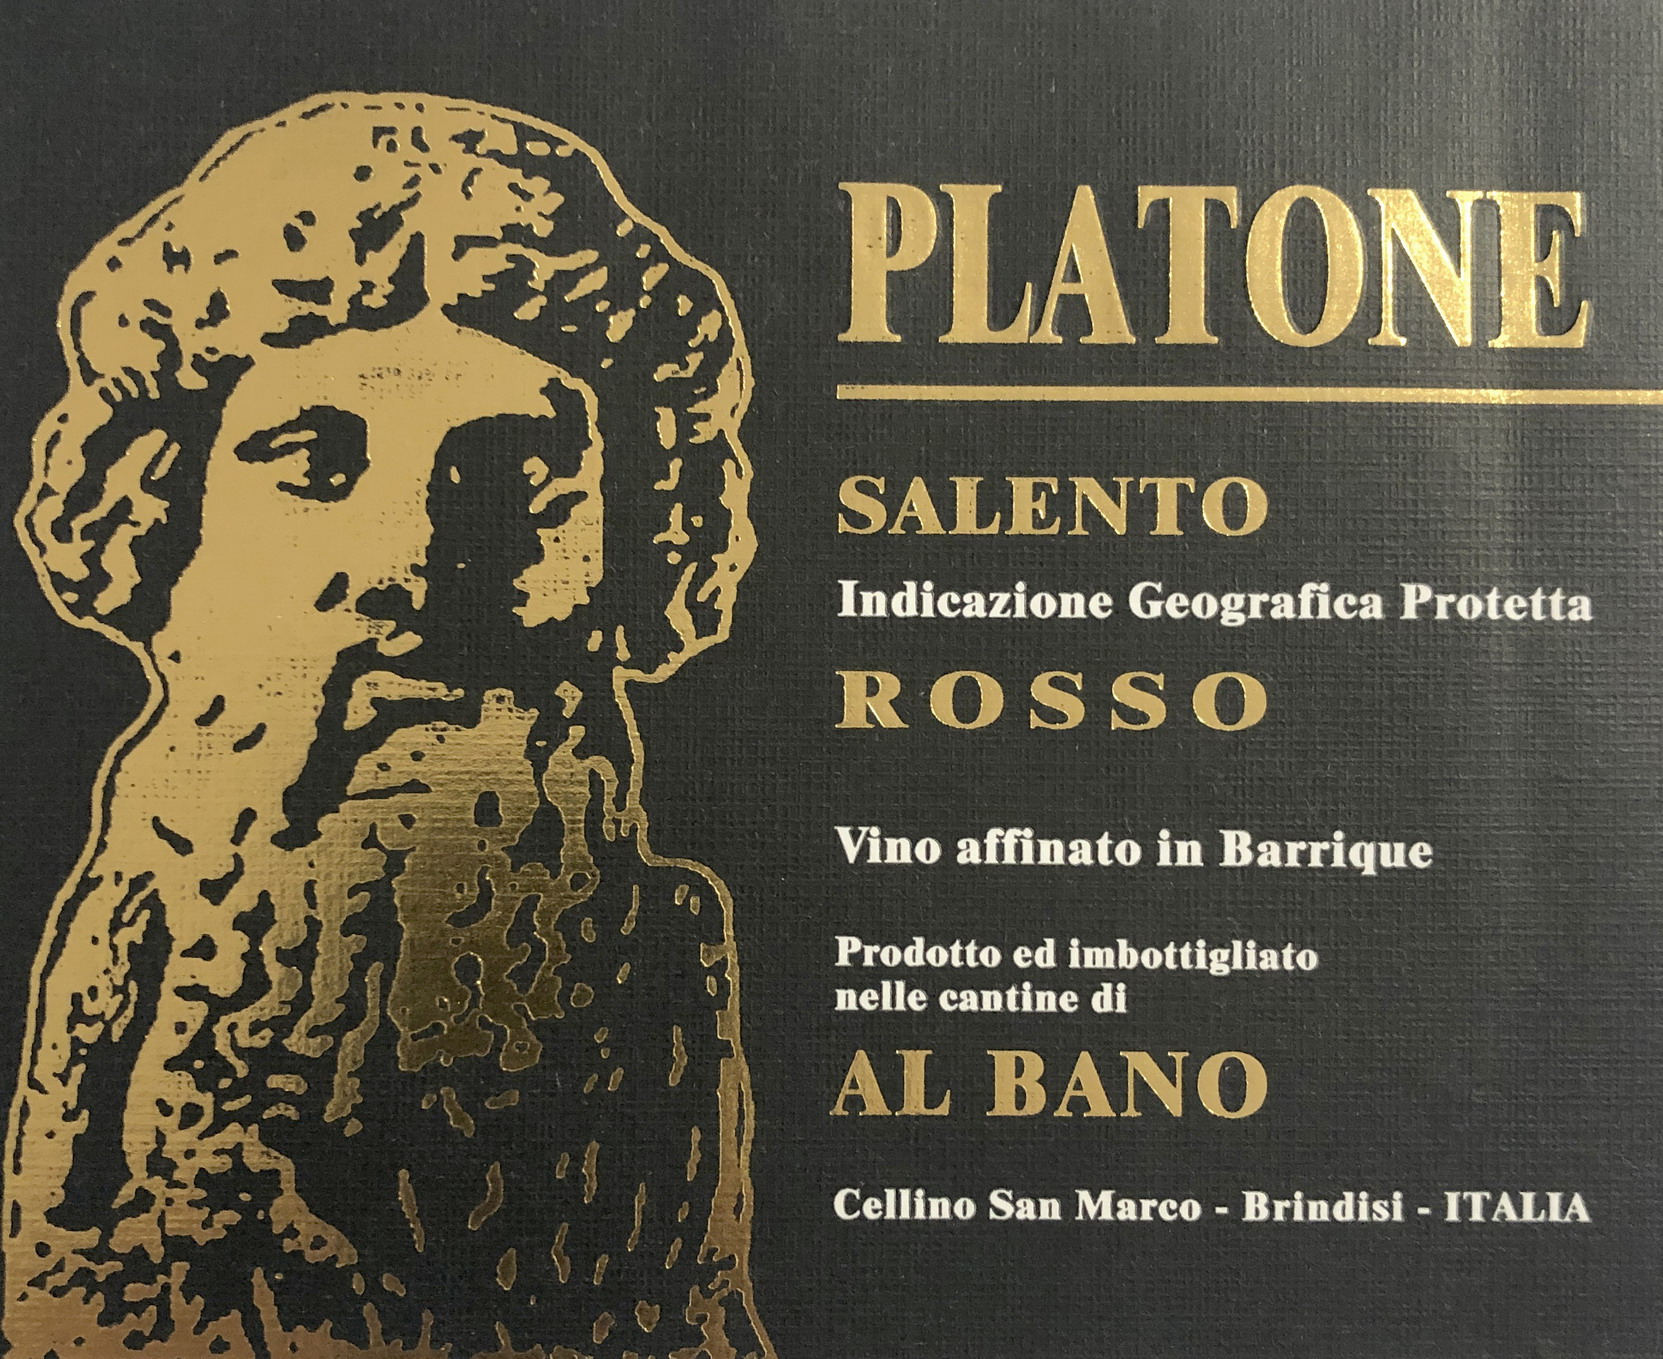 PLATONE
SALENTO
Indicazione Geografica Protetta
ROSSO
Vino affinato in Barrique
Prodotto ed imbottigliato
nelle cantine di
AL BANO
Cellino San Marco - Brindisi - ITALIA